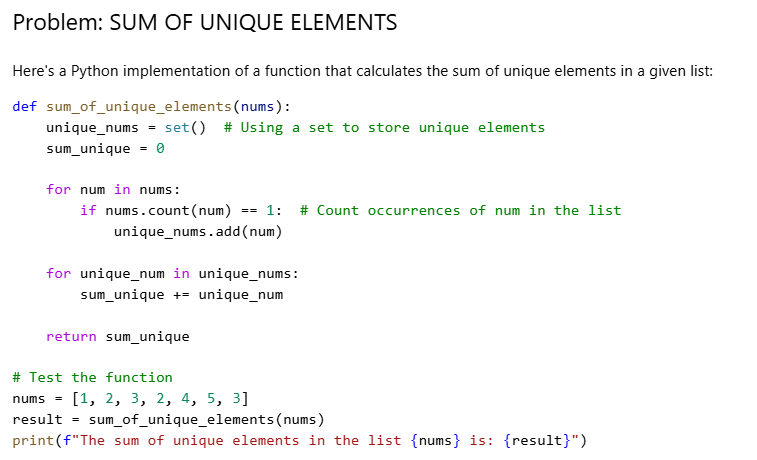 Problem: SUM OF UNIQUE ELEMENTS
Here's a Python implementation of a function that calculates the sum of unique elements in a given list:
def sum_of_unique_elements(nums):
    unique_nums = set()  # Using a set to store unique elements
    sum_unique = 0
    for num in nums:
        if nums.count(num) == 1:  # Count occurrences of num in the list
            unique_nums.add(num)
    for unique_num in unique_nums:
        sum_unique += unique_num
    return sum_unique
# Test the function
nums = [1, 2, 3, 2, 4, 5, 3]
result = sum_of_unique_elements(nums)
print(f"The sum of unique elements in the list {nums} is: {result}")